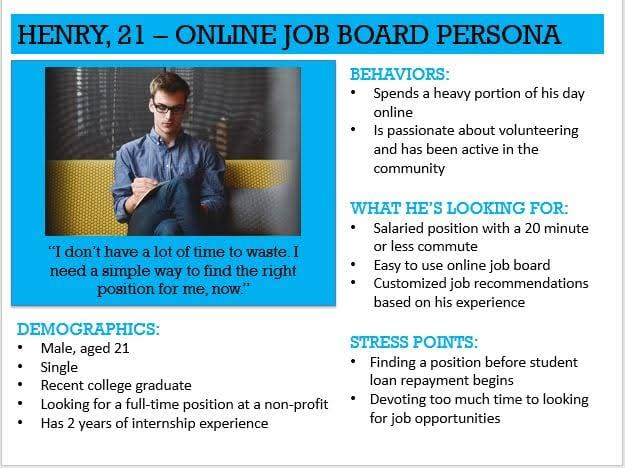 HENRY, 21 – ONLINE JOB BOARD PERSONA
“I don’t have a lot of time to waste. I
need a simple way to find the right
position for me, now.”
DEMOGRAPHICS:
• Male, aged 21
• Single
• Recent college graduate
• Looking for a full-time position at a non-profit
• Has 2 years of internship experience
BEHAVIORS:
• Spends a heavy portion of his day
online
• Is passionate about volunteering
and has been active in the
community
WHAT HE’S LOOKING FOR:
• Salaried position with a 20 minute
or less commute
• Easy to use online job board
• Customized job recommendations
based on his experience
STRESS POINTS:
• Finding a position before student
loan repayment begins
• Devoting too much time to looking
for job opportunities